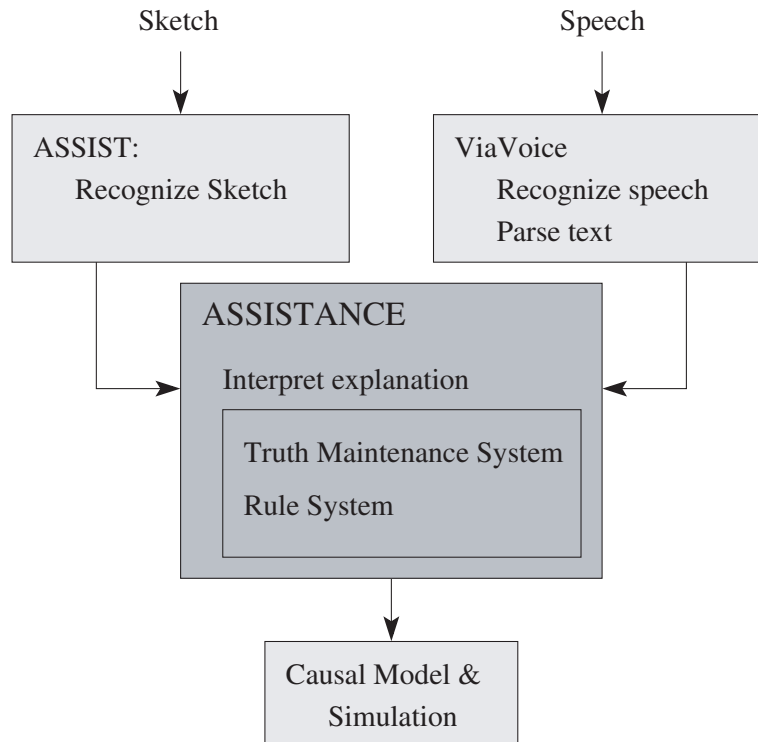 Sketch
Speech
ASSIST:
Recognize Sketch
ViaVoice
Recognize speech
Parse text
ASSISTANCE
Interpret explanation
Truth Maintenance System
Rule System
Causal Model &
Simulation